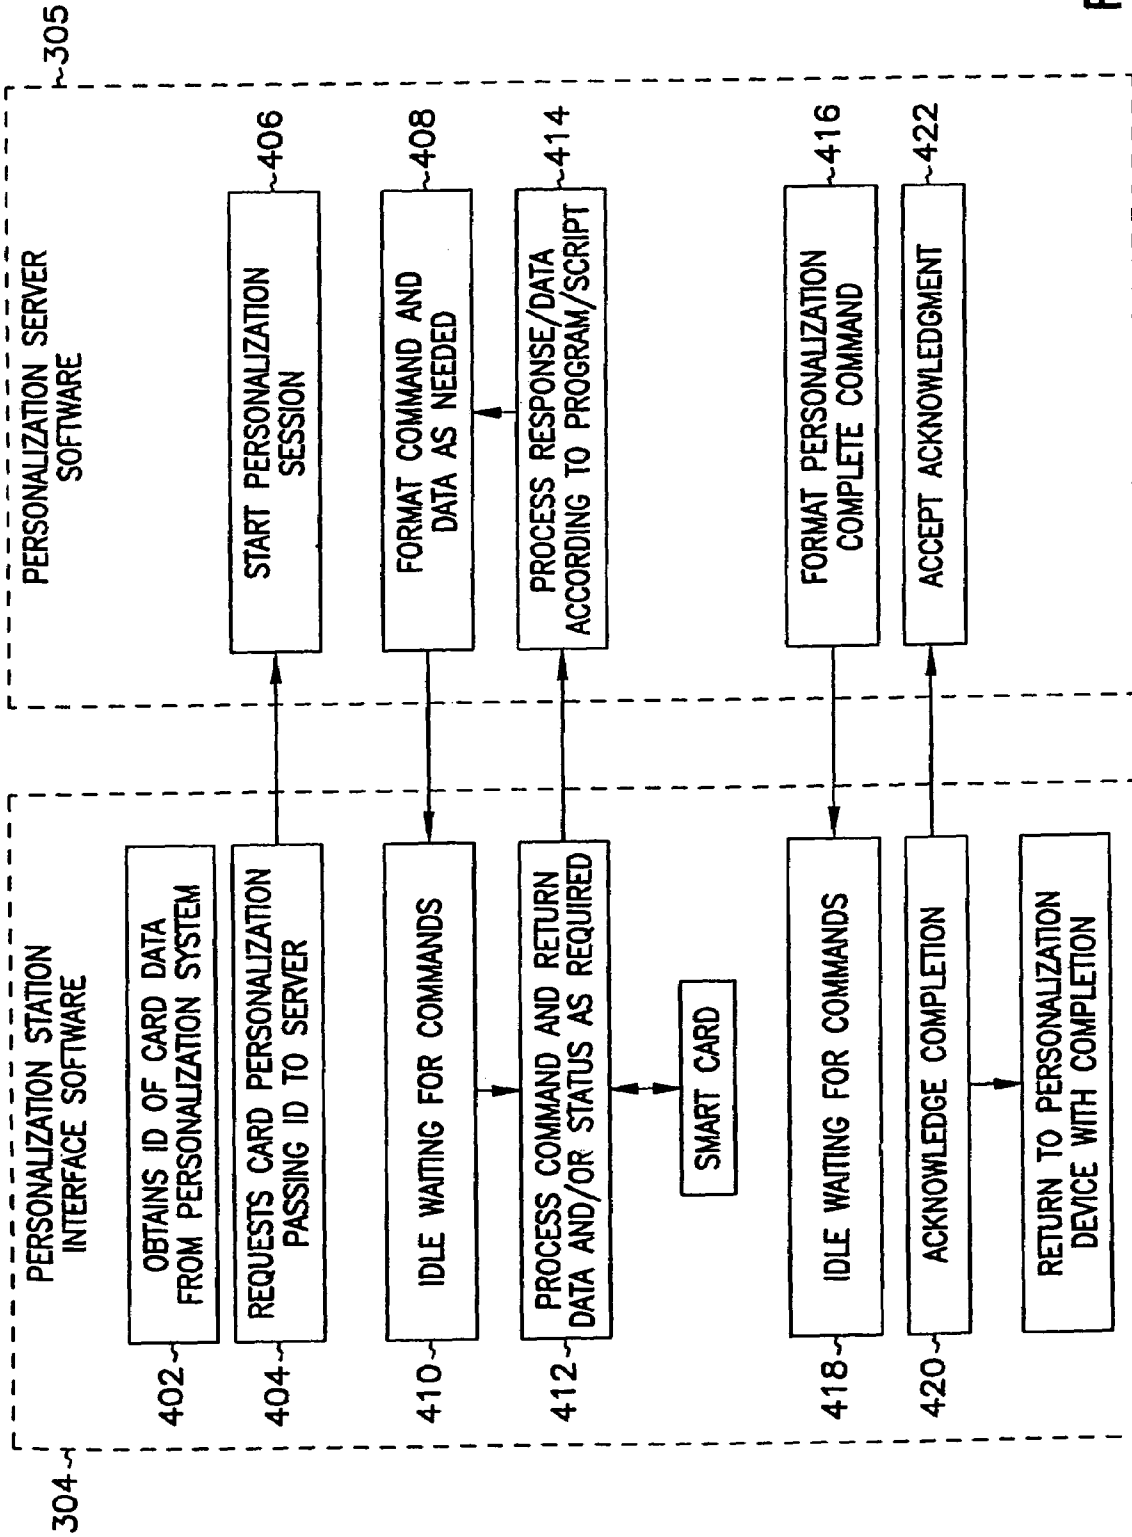 304
PERSONALIZATION STATION
INTERFACE SOFTWARE
402
OBTAINS ID OF CARD DATA
FROM PERSONALIZATION SYSTEM
404
REQUESTS CARD PERSONALIZATION
PASSING ID TO SERVER
410
IDLE WAITING FOR COMMANDS
412
PROCESS COMMAND AND RETURN
DATA AND/OR STATUS AS REQUIRED
SMART CARD
418
IDLE WAITING FOR COMMANDS
420
ACKNOWLEDGE COMPLETION
RETURN TO PERSONALIZATION
DEVICE WITH COMPLETION
305
PERSONALIZATION SERVER
SOFTWARE
START PERSONALIZATION
SESSION
406
FORMAT COMMAND AND
DATA AS NEEDED
408
PROCESS RESPONSE/DATA
ACCORDING TO PROGRAM/SCRIPT
414
FORMAT PERSONALIZATION
COMPLETE COMMAND
416
ACCEPT ACKNOWLEDGMENT
422